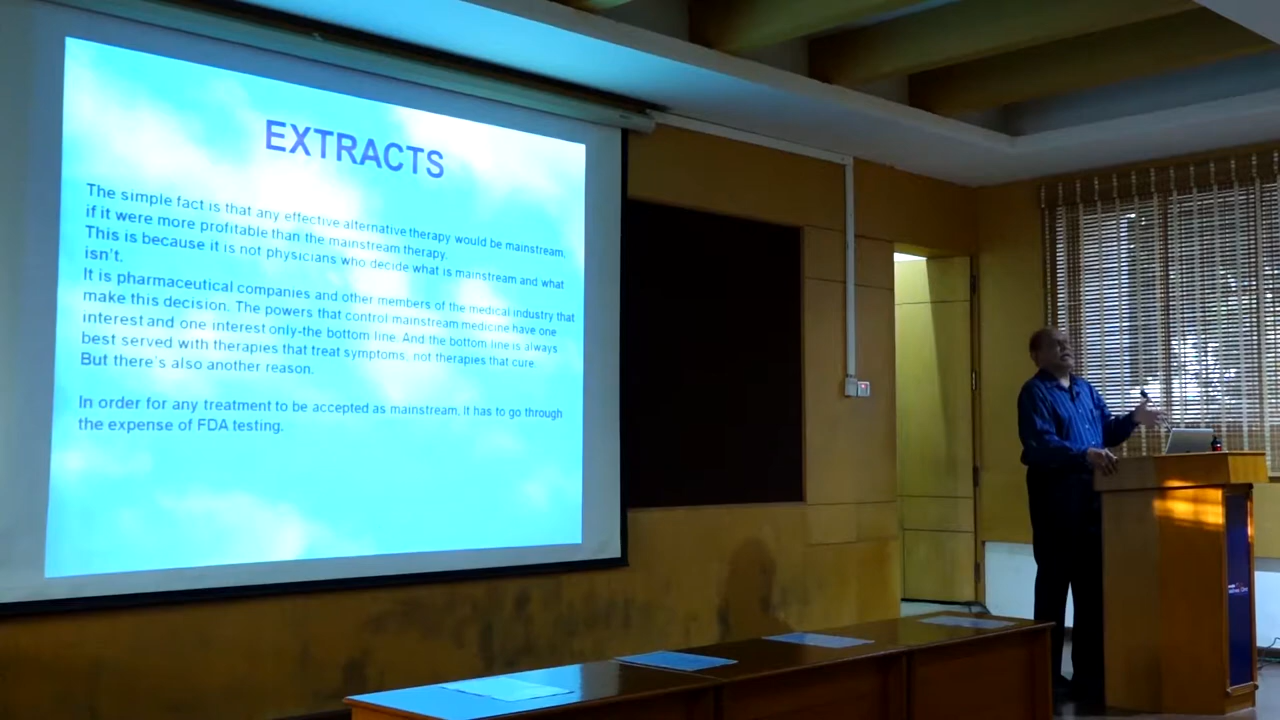 EXTRACTS
The simple fact is that any effective alternative therapy would be mainstream,
if it were more profitable than the mainstream therapy.
This is because it is not physicians who decide what is mainstream and what
isn't.
It is pharmaceutical companies and other members of the medical industry that
make this decision. The powers that control mainstream medicine have one
interest and one interest only-the bottom line. And the bottom line is always
best served with therapies that treat symptoms, not therapies that cure.
But there's also another reason.
In order for any treatment to be accepted as mainstream, It has to go through
the expense of FDA testing.